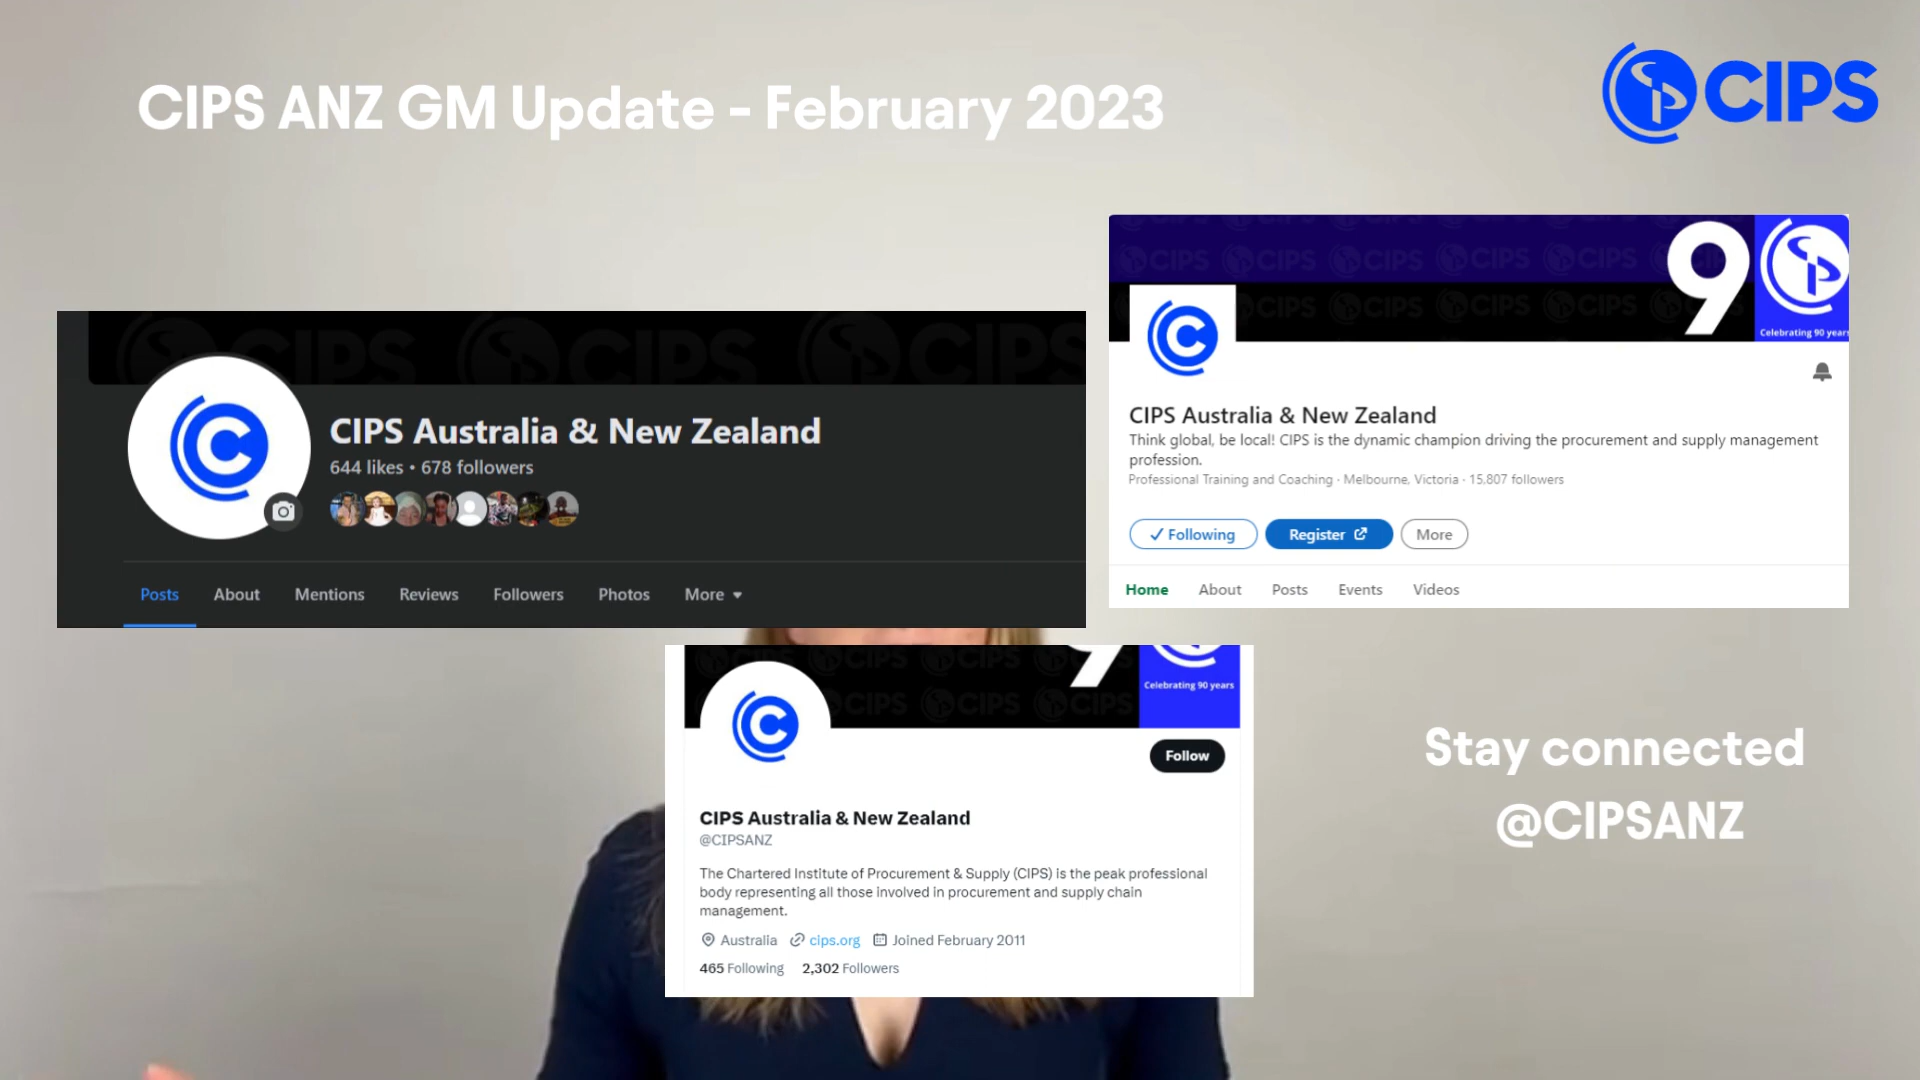 CIPS ANZ GM Update - February 2023
CIPS
CIPS Australia & New Zealand
644 likes • 678 followers
Posts About Mentions Reviews Followers Photos More
9
Celebrating 90 years
CIPS Australia & New Zealand
Think global, be local! CIPS is the dynamic champion driving the procurement and supply management
profession.
Professional Training and Coaching · Melbourne, Victoria · 15,807 followers
Following Register More
Home About Posts Events Videos
9
Celebrating 90 years
Follow
CIPS Australia & New Zealand
@CIPSANZ
The Chartered Institute of Procurement & Supply (CIPS) is the peak professional
body representing all those involved in procurement and supply chain
management.
Australia cips.org Joined February 2011
465 Following 2,302 Followers
Stay connected
@CIPSANZ